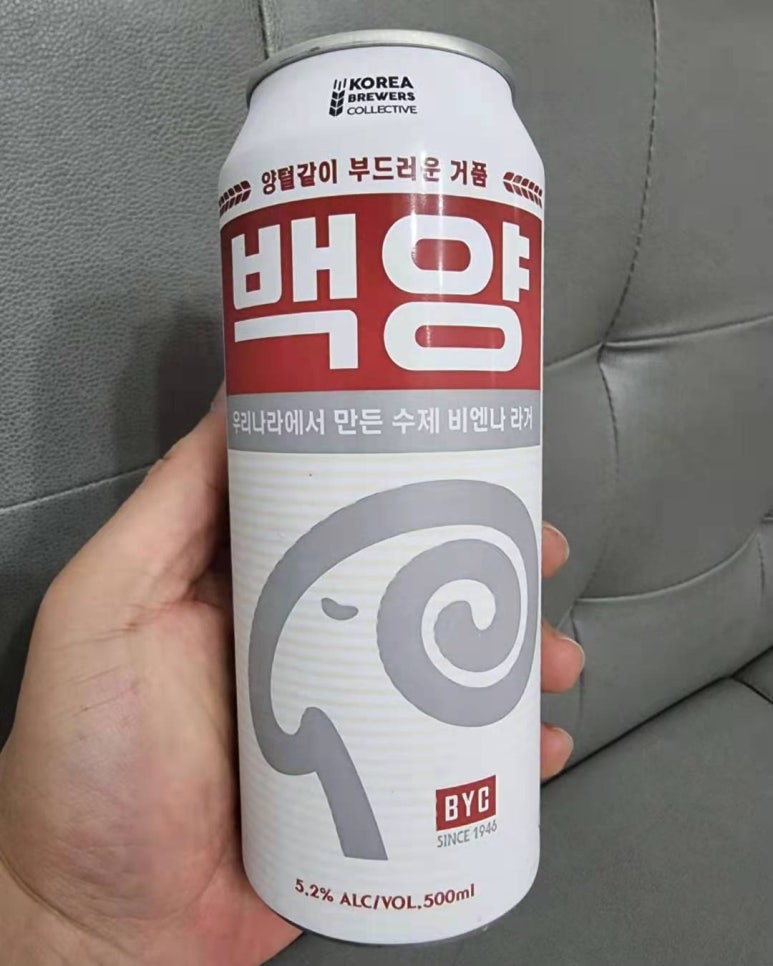 KOREA
BREWERS
COLLECTIVE
양털같이 부드러운 거품
백양
우리나라에서 만든 수제 비엔나 라거
BYC
SINCE 1946
5.2% ALC/VOL.500ml